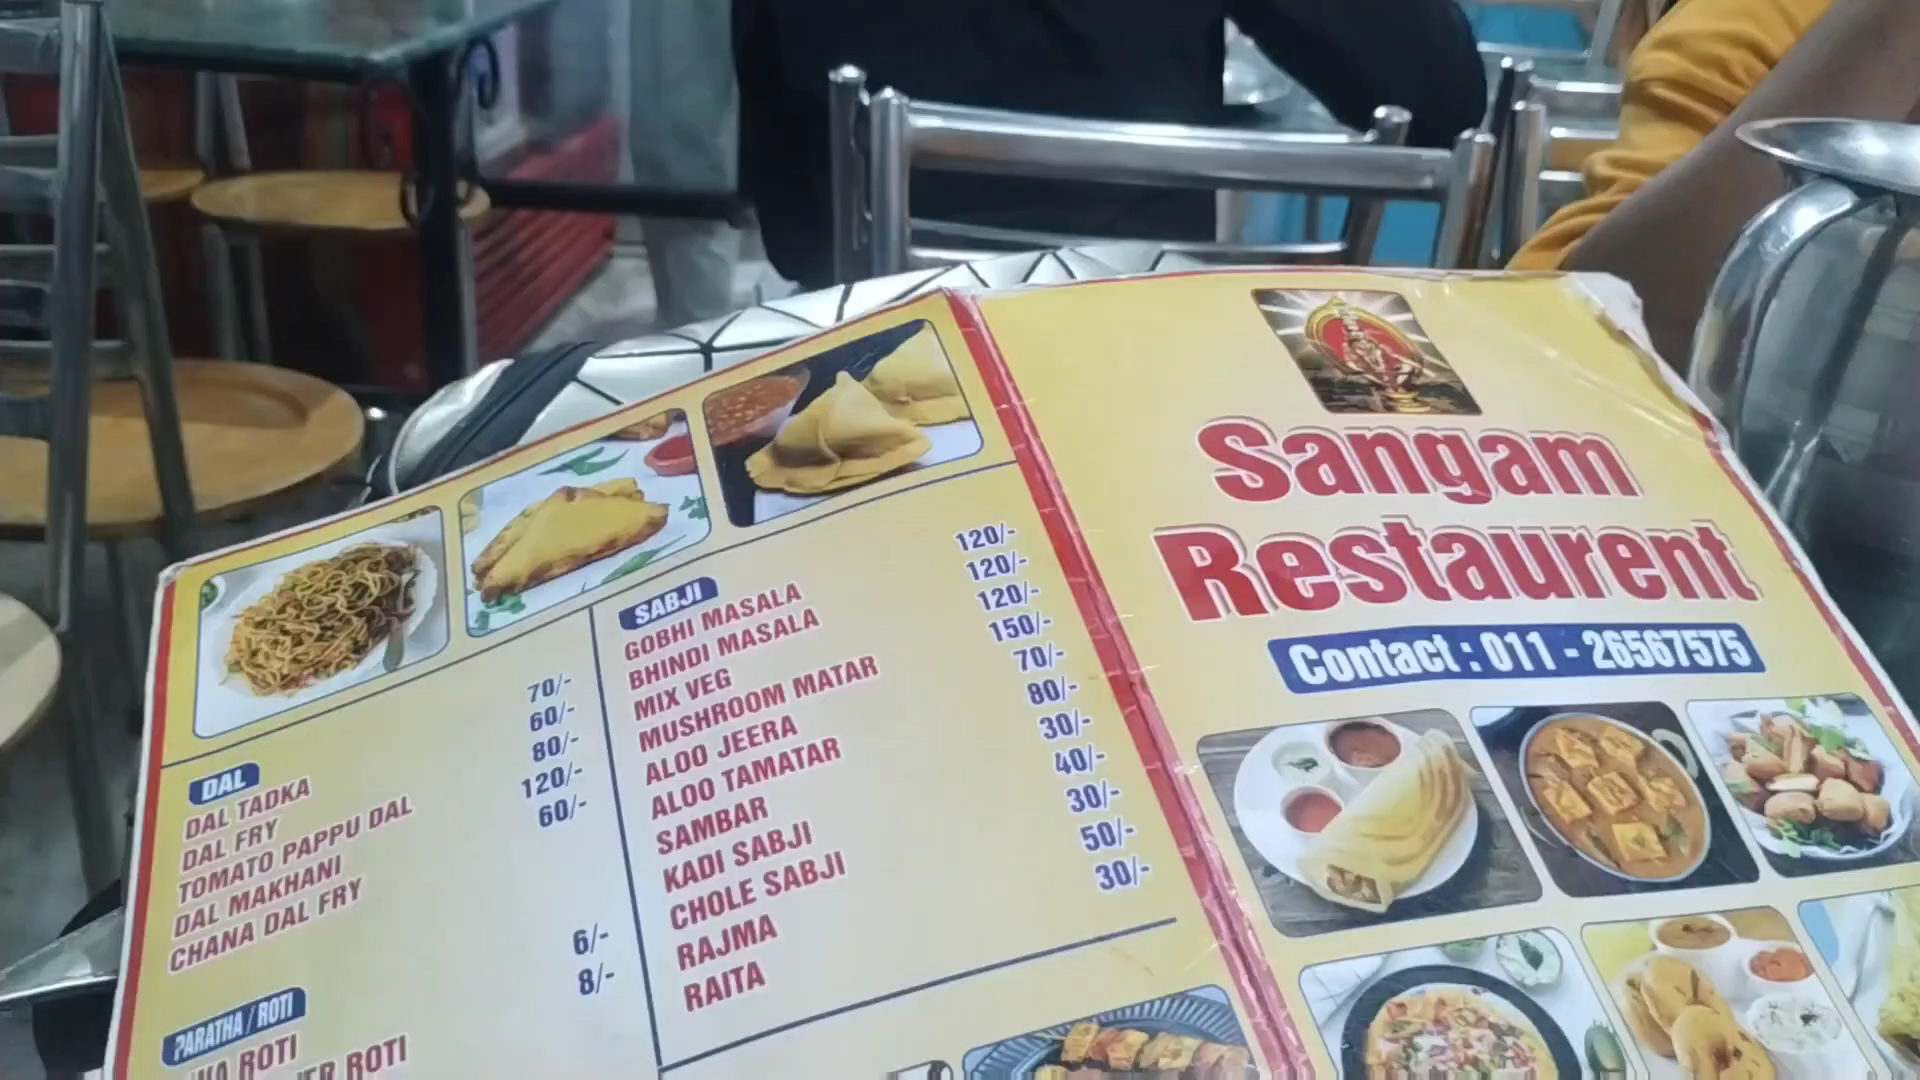 DAL
DAL TADKA 70/-
DAL FRY 60/-
TOMATO PAPPU DAL 80/-
DAL MAKHANI 120/-
CHANA DAL FRY 60/-
PARATHA / ROTI
ROTI 6/-
ROTI 8/-
SABJI
GOBHI MASALA 120/-
BHINDI MASALA 120/-
MIX VEG 120/-
MUSHROOM MATAR 150/-
ALOO JEERA 70/-
ALOO TAMATAR 80/-
SAMBAR 30/-
KADI SABJI 40/-
CHOLE SABJI 30/-
RAJMA 50/-
RAITA 30/-
Sangam
Restaurent
Contact : 011 - 26567575